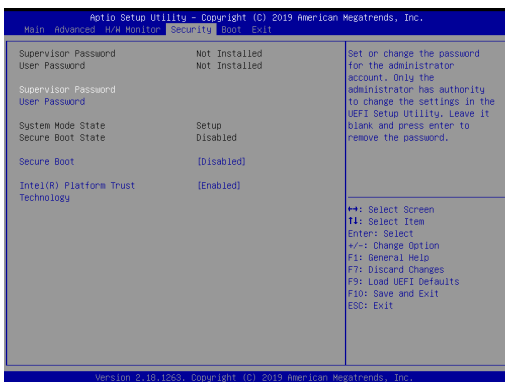 Aptio Setup Utility – Copyright (C) 2019 American Megatrends, Inc.
Main Advanced H/W Monitor Security Boot Exit
Supervisor Password Not Installed
User Password Not Installed
Supervisor Password
User Password
System Mode State Setup
Secure Boot State Disabled
Secure Boot [Disabled]
Intel(R) Platform Trust [Enabled]
Technology
Set or change the password
for the administrator
account. Only the
administrator has authority
to change the settings in the
UEFI Setup Utility. Leave it
blank and press enter to
remove the password.
↔: Select Screen
↑↓: Select Item
Enter: Select
+/-: Change Option
F1: General Help
F7: Discard Changes
F9: Load UEFI Defaults
F10: Save and Exit
ESC: Exit
Version 2.18.1263. Copyright (C) 2019 American Megatrends, Inc.